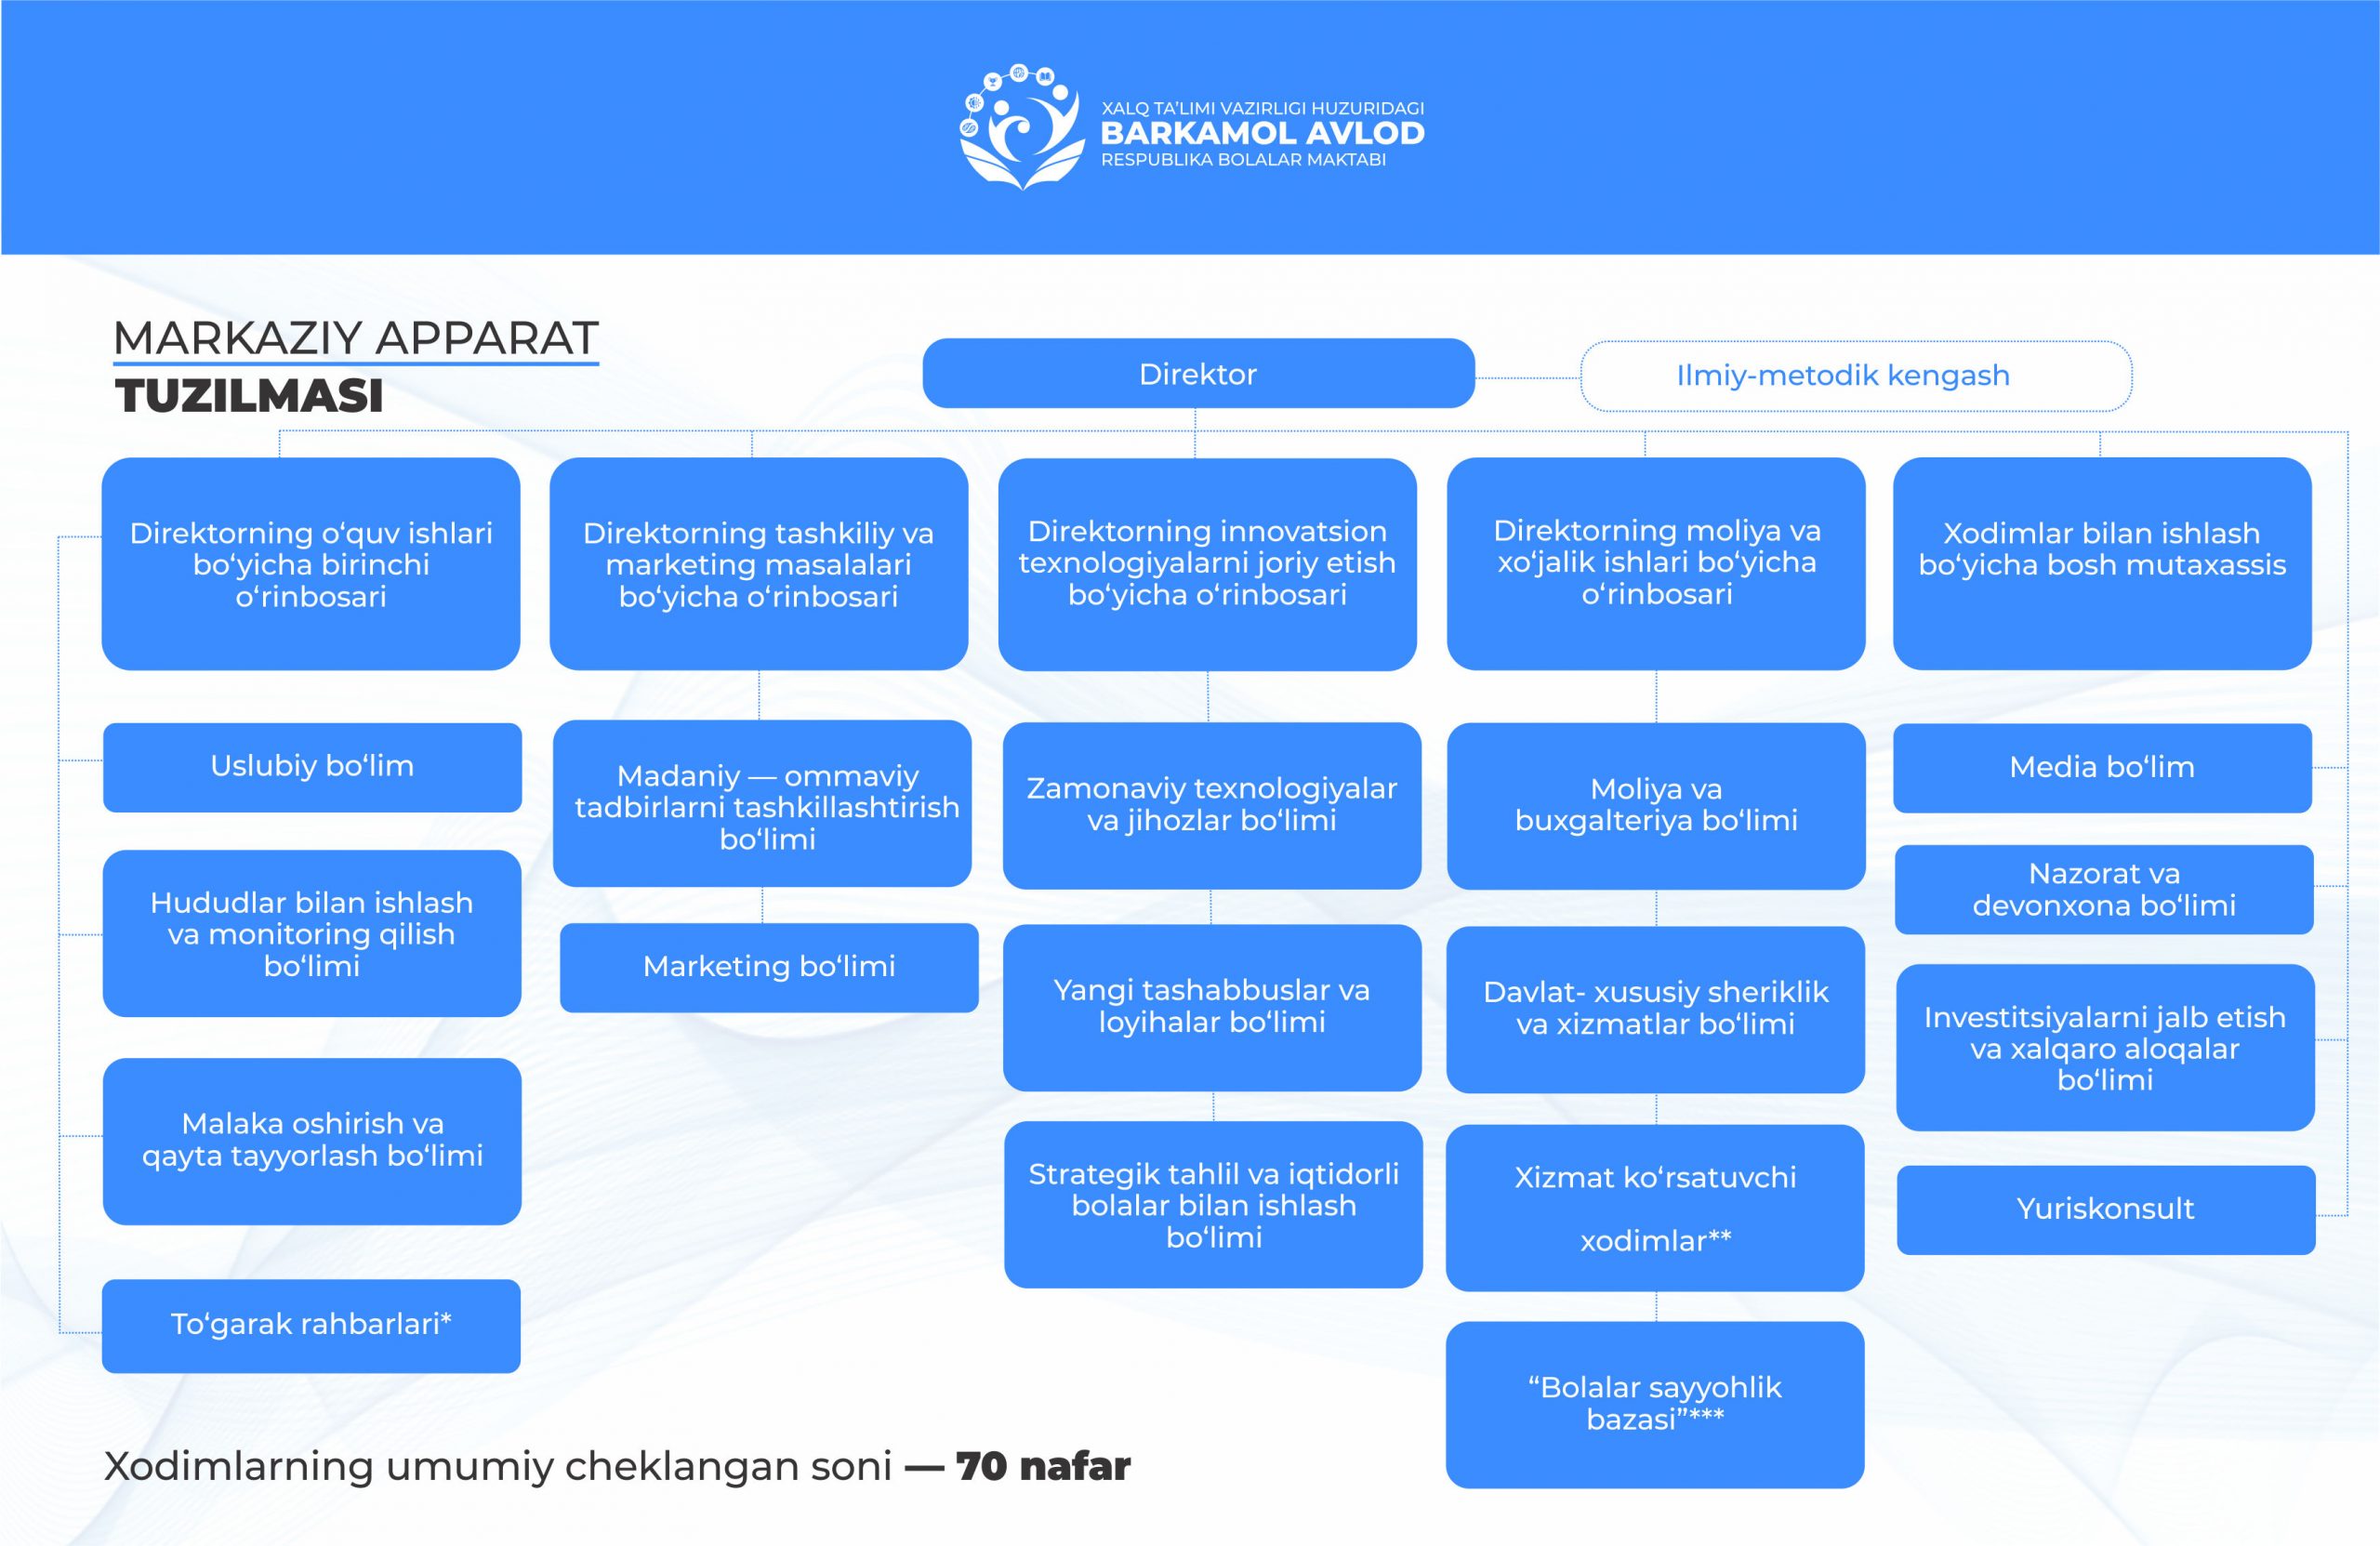 XALQ TA’LIMI VAZIRLIGI HUZURIDAGI
BARKAMOL AVLOD
RESPUBLIKA BOLALAR MAKTABI
MARKAZIY APPARAT
TUZILMASI
Direktor
Ilmiy-metodik kengash
Direktorning o‘quv ishlari
bo‘yicha birinchi
o‘rinbosari
Direktorning tashkiliy va
marketing masalalari
bo‘yicha o‘rinbosari
Direktorning innovatsion
texnologiyalarni joriy etish
bo‘yicha o‘rinbosari
Direktorning moliya va
xo‘jalik ishlari bo‘yicha
o‘rinbosari
Xodimlar bilan ishlash
bo‘yicha bosh mutaxassis
Uslubiy bo‘lim
Hududlar bilan ishlash
va monitoring qilish
bo‘limi
Malaka oshirish va
qayta tayyorlash bo‘limi
To‘garak rahbarlari*
Madaniy — ommaviy
tadbirlarni tashkillashtirish
bo‘limi
Marketing bo‘limi
Zamonaviy texnologiyalar
va jihozlar bo‘limi
Yangi tashabbuslar va
loyihalar bo‘limi
Strategik tahlil va iqtidorli
bolalar bilan ishlash
bo‘limi
Moliya va
buxgalteriya bo‘limi
Davlat- xususiy sheriklik
va xizmatlar bo‘limi
Xizmat ko‘rsatuvchi
xodimlar**
“Bolalar sayyohlik
bazasi”***
Media bo‘lim
Nazorat va
devonxona bo‘limi
Investitsiyalarni jalb etish
va xalqaro aloqalar
bo‘limi
Yuriskonsult
Xodimlarning umumiy cheklangan soni — 70 nafar